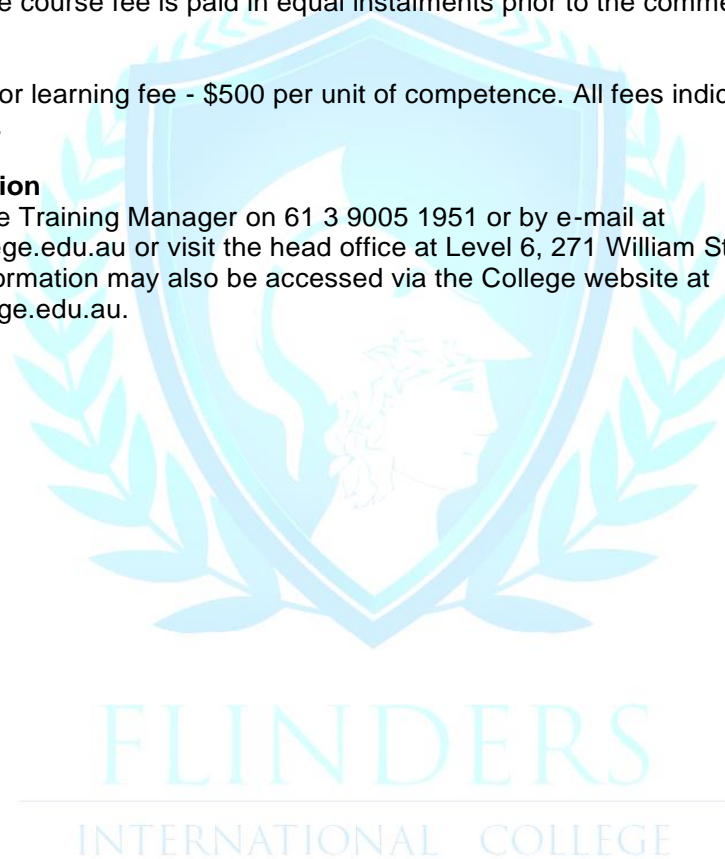 e course fee is paid in equal instalments prior to the comme
or learning fee - $500 per unit of competence. All fees indic
ion
e Training Manager on 61 3 9005 1951 or by e-mail at
ge.edu.au or visit the head office at Level 6, 271 William St
ormation may also be accessed via the College website at
ge.edu.au.
FLINDERS
INTERNATIONAL COLLEGE